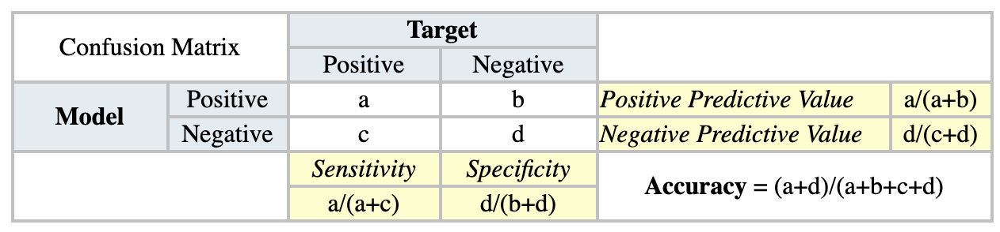 Confusion Matrix
Target
Positive Negative
Model
Positive a b Positive Predictive Value a/(a+b)
Negative c d Negative Predictive Value d/(c+d)
Sensitivity Specificity
a/(a+c) d/(b+d)
Accuracy = (a+d)/(a+b+c+d)